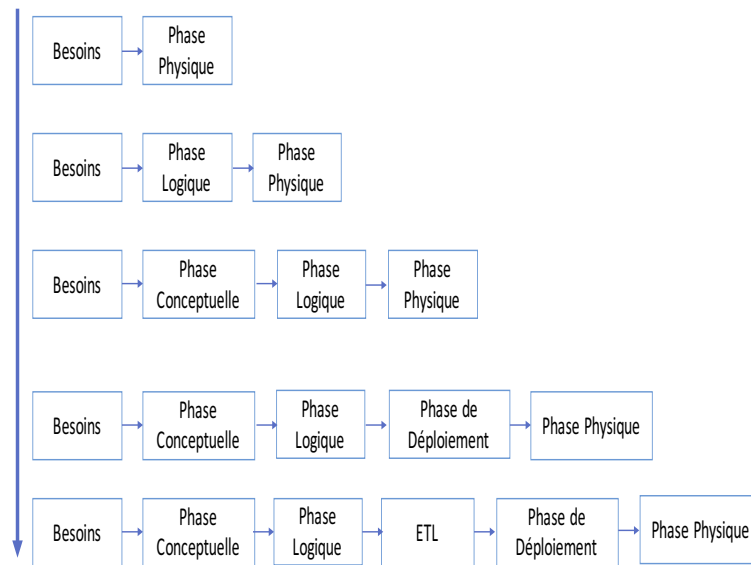 Besoins
Phase
Physique
Besoins
Phase
Logique
Phase
Physique
Besoins
Phase
Conceptuelle
Phase
Logique
Phase
Physique
Besoins
Phase
Conceptuelle
Phase
Logique
Phase de
Déploiement
Phase Physique
Besoins
Phase
Conceptuelle
Phase
Logique
ETL
Phase de
Déploiement
Phase Physique